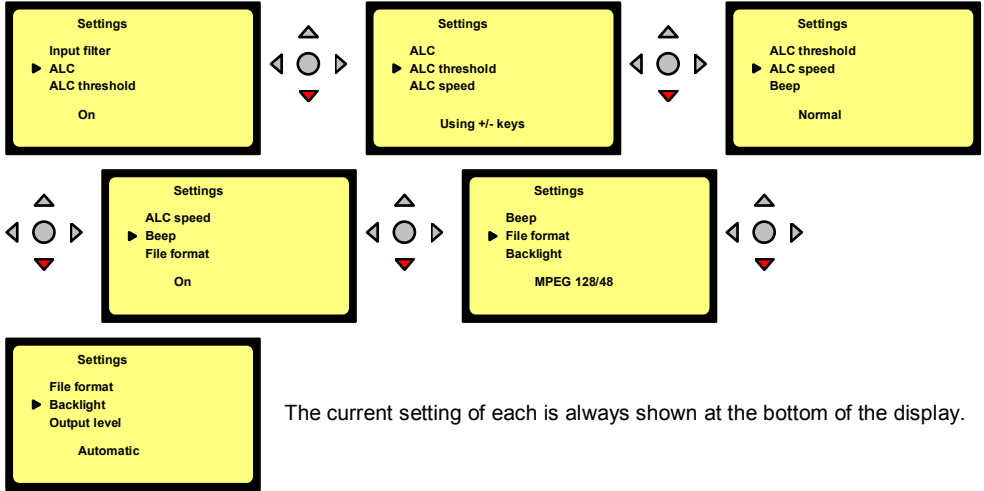 Settings
Input filter
ALC
ALC threshold
On
Settings
ALC
ALC threshold
ALC speed
Using +/- keys
Settings
ALC threshold
ALC speed
Beep
Normal
Settings
ALC speed
Beep
File format
On
Settings
Beep
File format
Backlight
MPEG 128/48
Settings
File format
Backlight
Output level
Automatic
The current setting of each is always shown at the bottom of the display.